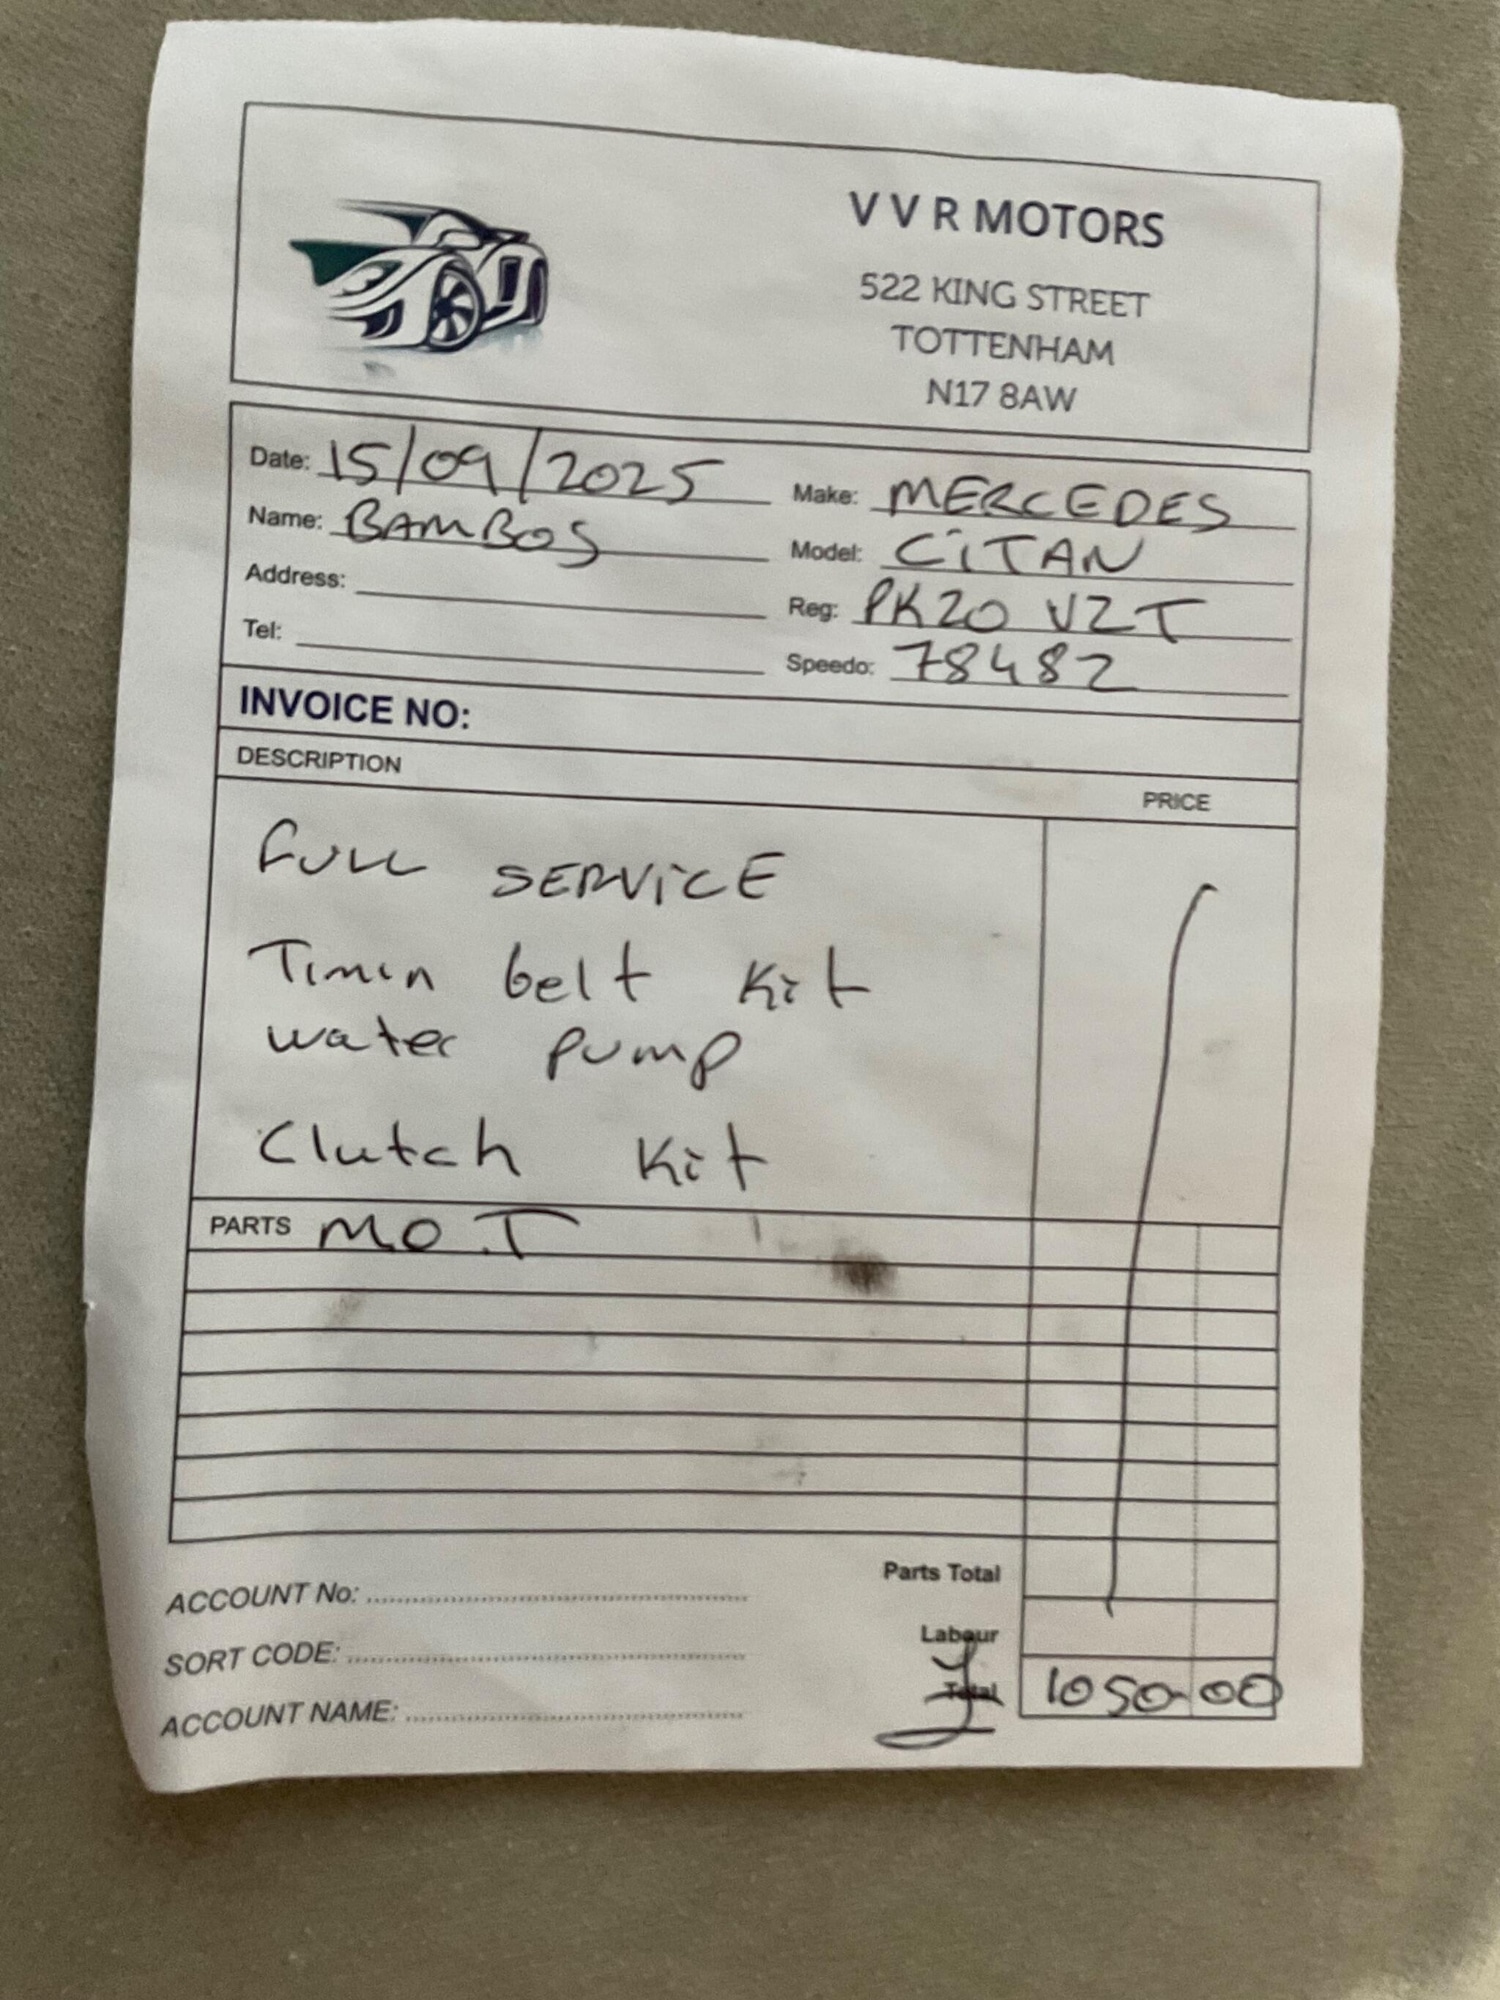 V V R MOTORS
522 KING STREET
TOTTENHAM
N17 8AW
Date: 15/09/2025
Name: BAMBOS
Address:
Tel:
Make: MERCEDES
Model: CiTAN
Reg: PK20 VZT
Speedo: 78482
INVOICE NO:
DESCRIPTION
PRICE
FULL SERViCE
Timin belt Kit
water pump
Clutch Kit
PARTS M.O.T
Parts Total
Labour
Total £ 1050-00
ACCOUNT No:
SORT CODE:
ACCOUNT NAME: